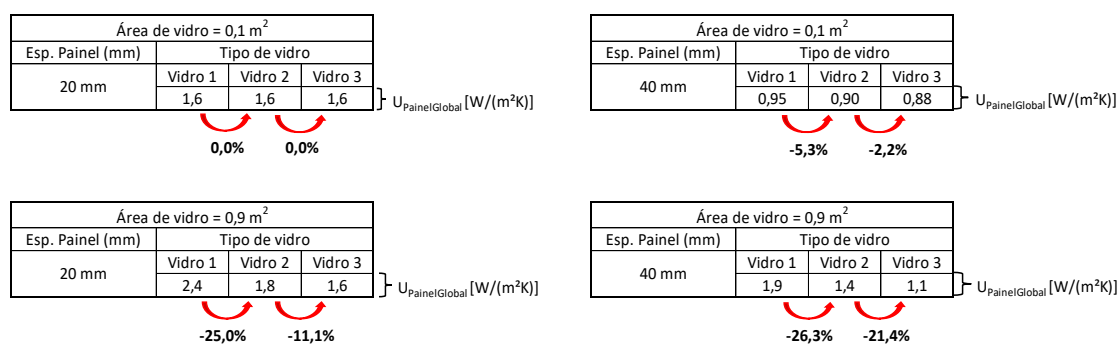 Área de vidro = 0,1 m²
Esp. Painel (mm) Tipo de vidro
20 mm Vidro 1 Vidro 2 Vidro 3
1,6 1,6 1,6 U_PainelGlobal [W/(m²K)]
0,0% 0,0%
Área de vidro = 0,1 m²
Esp. Painel (mm) Tipo de vidro
40 mm Vidro 1 Vidro 2 Vidro 3
0,95 0,90 0,88 U_PainelGlobal [W/(m²K)]
-5,3% -2,2%
Área de vidro = 0,9 m²
Esp. Painel (mm) Tipo de vidro
20 mm Vidro 1 Vidro 2 Vidro 3
2,4 1,8 1,6 U_PainelGlobal [W/(m²K)]
-25,0% -11,1%
Área de vidro = 0,9 m²
Esp. Painel (mm) Tipo de vidro
40 mm Vidro 1 Vidro 2 Vidro 3
1,9 1,4 1,1 U_PainelGlobal [W/(m²K)]
-26,3% -21,4%